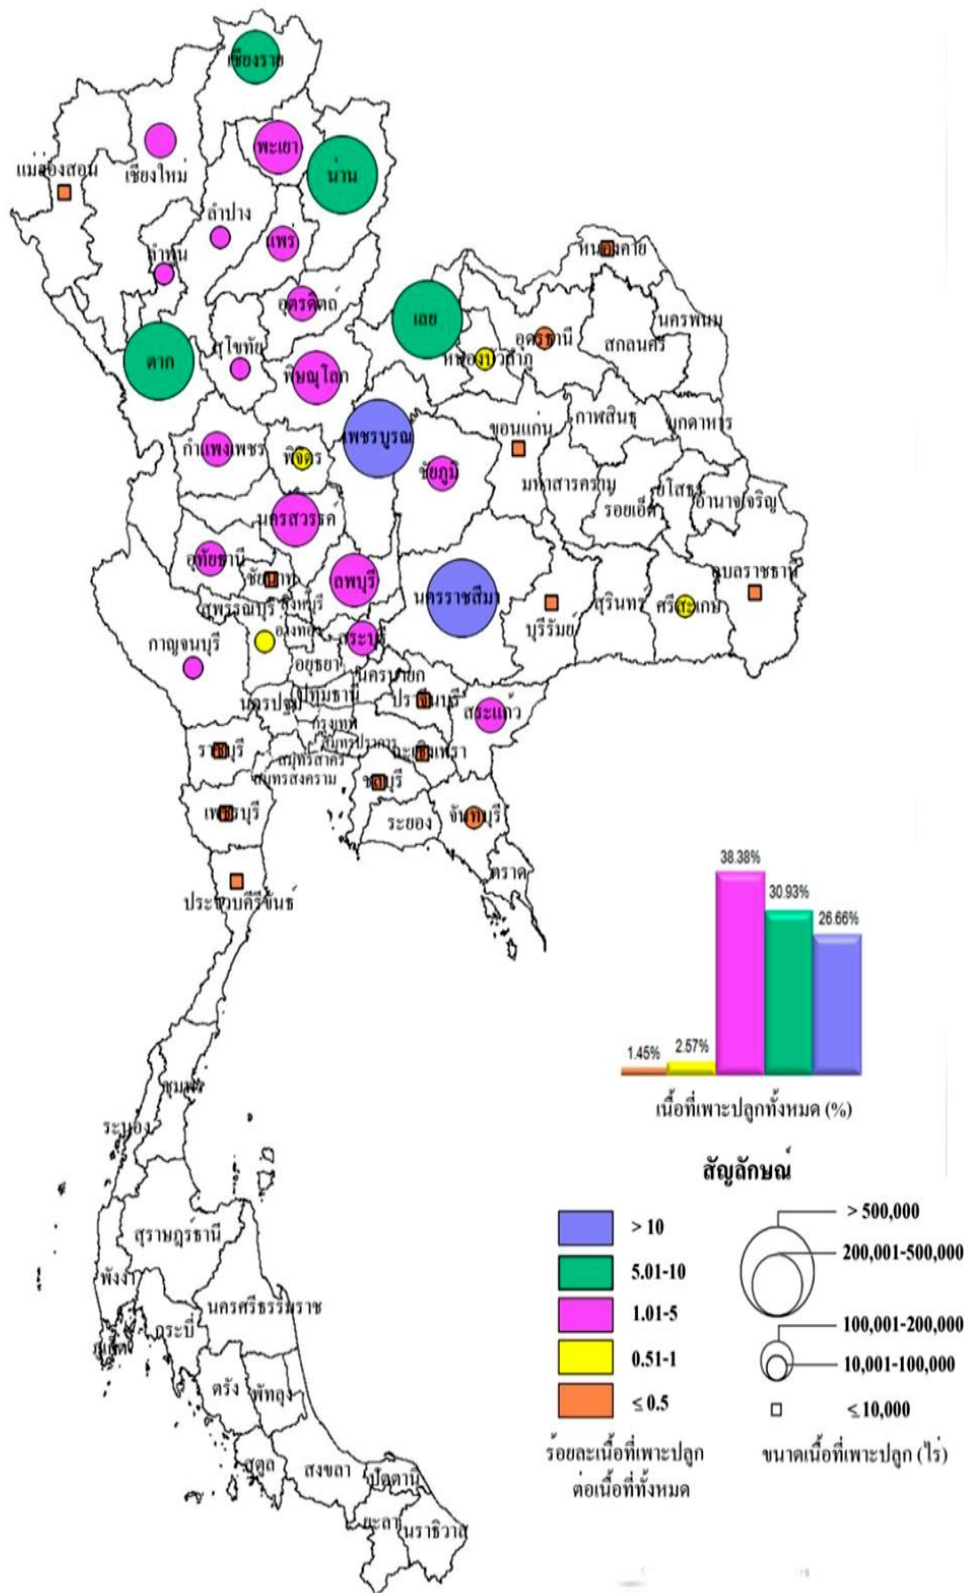 เชียงราย
พะเยา
น่าน
แม่ฮ่องสอน
เชียงใหม่
ลำปาง
แพร่
ลำพูน
หนองคาย
อุตรดิตถ์
เลย
นครพนม
อุดรธานี
สกลนคร
ตาก
สุโขทัย
หนองบัวลำภู
พิษณุโลก
กาฬสินธุ์
มุกดาหาร
ขอนแก่น
เพชรบูรณ์
กำแพงเพชร
พิจิตร
ชัยภูมิ
มหาสารคาม
ยโสธร
อำนาจเจริญ
ร้อยเอ็ด
นครสวรรค์
อุทัยธานี
ชัยนาท
ลพบุรี
นครราชสีมา
อุบลราชธานี
สุรินทร์
ศรีสะเกษ
สุพรรณบุรี
สิงห์บุรี
บุรีรัมย์
อ่างทอง
สระบุรี
กาญจนบุรี
อยุธยา
นครนายก
ปทุมธานี
ปราจีนบุรี
นครปฐม
สระแก้ว
กรุงเทพ
สมุทรปราการ
ราชบุรี
ฉะเชิงเทรา
สมุทรสาคร
สมุทรสงคราม
ชลบุรี
เพชรบุรี
จันทบุรี
ระยอง
ตราด
ประจวบคีรีขันธ์
38.38%
30.93%
26.66%
2.57%
1.45%
เนื้อที่เพาะปลูกทั้งหมด (%)
ชุมพร
ระนอง
สุราษฎร์ธานี
พังงา
นครศรีธรรมราช
กระบี่
ภูเก็ต
ตรัง
พัทลุง
สตูล
สงขลา
ปัตตานี
ยะลา
นราธิวาส
สัญลักษณ์
> 10
5.01-10
1.01-5
0.51-1
≤ 0.5
ร้อยละเนื้อที่เพาะปลูก
ต่อเนื้อที่ทั้งหมด
> 500,000
200,001-500,000
100,001-200,000
10,001-100,000
≤ 10,000
ขนาดเนื้อที่เพาะปลูก (ไร่)